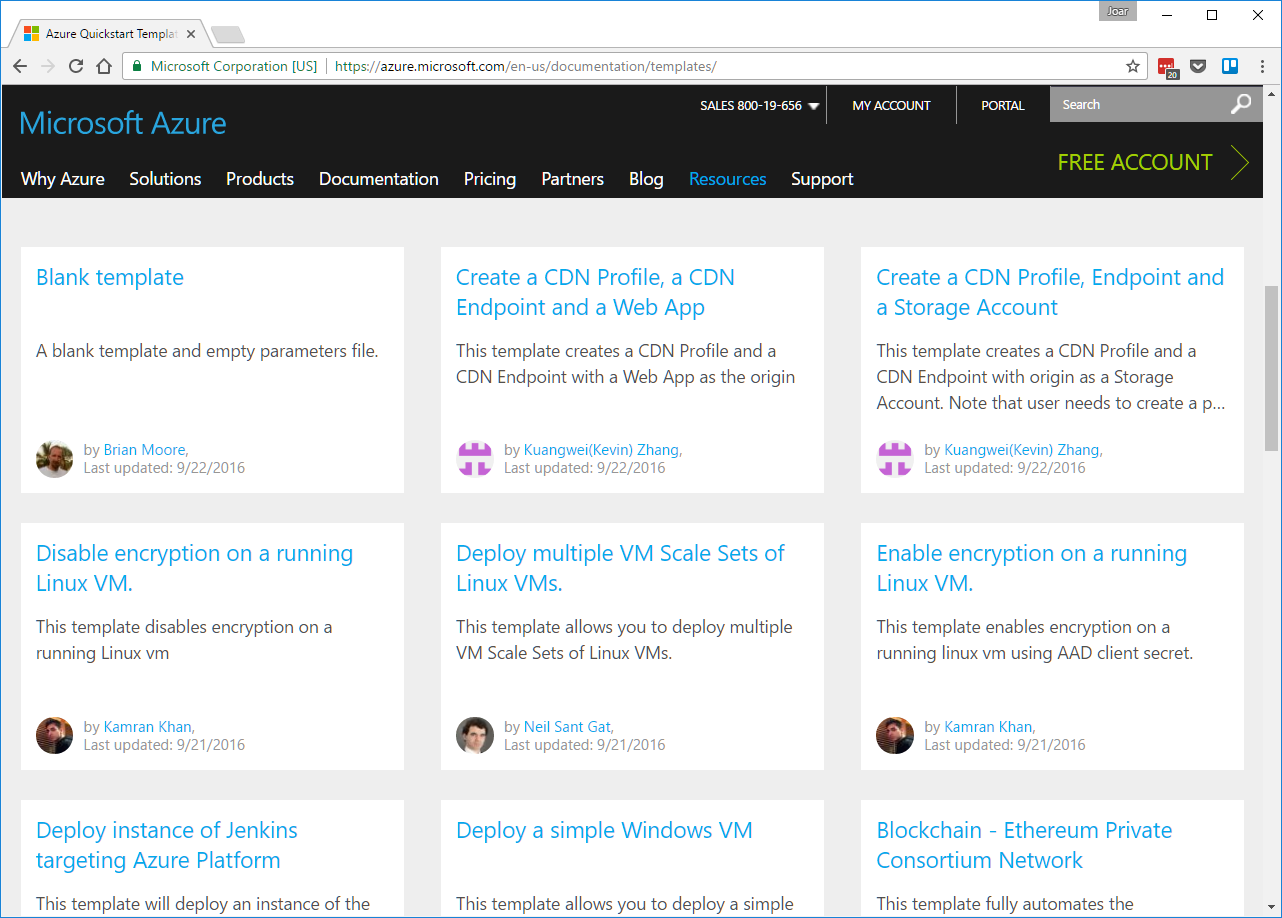 Joar
Azure Quickstart Templat
Microsoft Corporation [US] https://azure.microsoft.com/en-us/documentation/templates/
20
SALES 800-19-656 MY ACCOUNT PORTAL Search
Microsoft Azure
FREE ACCOUNT
Why Azure Solutions Products Documentation Pricing Partners Blog Resources Support
Blank template
A blank template and empty parameters file.
by Brian Moore,
Last updated: 9/22/2016
Create a CDN Profile, a CDN
Endpoint and a Web App
This template creates a CDN Profile and a
CDN Endpoint with a Web App as the origin
by Kuangwei(Kevin) Zhang,
Last updated: 9/22/2016
Create a CDN Profile, Endpoint and
a Storage Account
This template creates a CDN Profile and a
CDN Endpoint with origin as a Storage
Account. Note that user needs to create a p...
by Kuangwei(Kevin) Zhang,
Last updated: 9/22/2016
Disable encryption on a running
Linux VM.
This template disables encryption on a
running Linux vm
by Kamran Khan,
Last updated: 9/21/2016
Deploy multiple VM Scale Sets of
Linux VMs.
This template allows you to deploy multiple
VM Scale Sets of Linux VMs.
by Neil Sant Gat,
Last updated: 9/21/2016
Enable encryption on a running
Linux VM.
This template enables encryption on a
running linux vm using AAD client secret.
by Kamran Khan,
Last updated: 9/21/2016
Deploy instance of Jenkins
targeting Azure Platform
This template will deploy an instance of the
Deploy a simple Windows VM
This template allows you to deploy a simple
Blockchain - Ethereum Private
Consortium Network
This template fully automates the